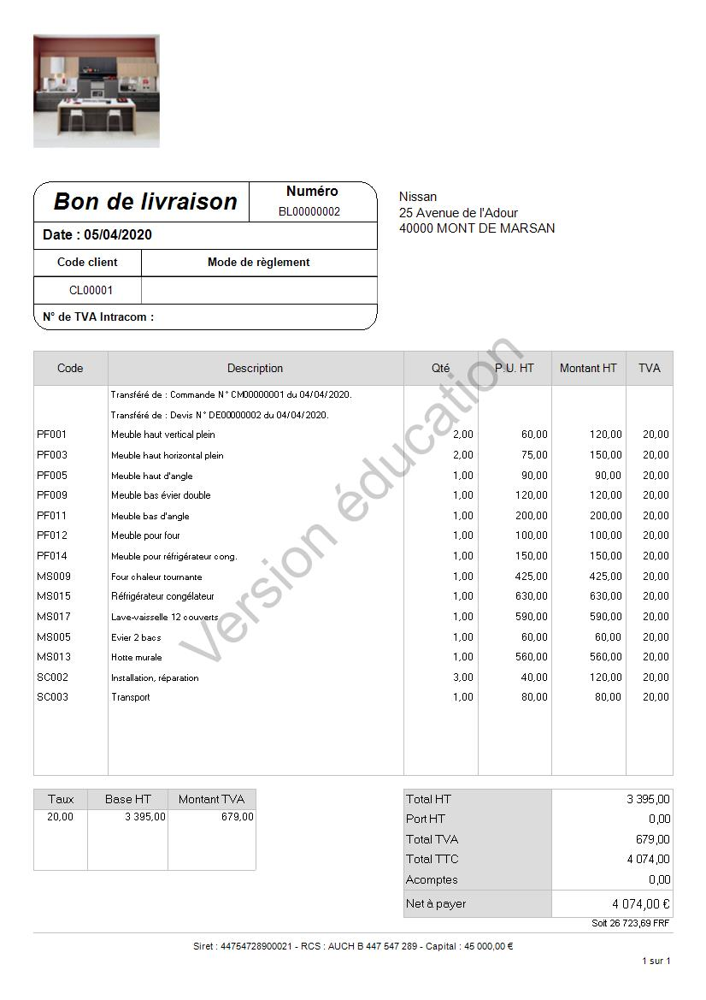 Bon de livraison
Numéro
BL00000002
Date : 05/04/2020
Code client Mode de règlement
CL00001
N° de TVA Intracom :
Nissan
25 Avenue de l'Adour
40000 MONT DE MARSAN
Code Description Qté P.U. HT Montant HT TVA
Transféré de : Commande N° CM00000001 du 04/04/2020.
Transféré de : Devis N° DE00000002 du 04/04/2020.
PF001 Meuble haut vertical plein 2,00 60,00 120,00 20,00
PF003 Meuble haut horizontal plein 2,00 75,00 150,00 20,00
PF005 Meuble haut d'angle 1,00 90,00 90,00 20,00
PF009 Meuble bas évier double 1,00 120,00 120,00 20,00
PF011 Meuble bas d'angle 1,00 200,00 200,00 20,00
PF012 Meuble pour four 1,00 100,00 100,00 20,00
PF014 Meuble pour réfrigérateur cong. 1,00 150,00 150,00 20,00
MS009 Four chaleur tournante 1,00 425,00 425,00 20,00
MS015 Réfrigérateur congélateur 1,00 630,00 630,00 20,00
MS017 Lave-vaisselle 12 couverts 1,00 590,00 590,00 20,00
MS005 Evier 2 bacs 1,00 60,00 60,00 20,00
MS013 Hotte murale 1,00 560,00 560,00 20,00
SC002 Installation, réparation 3,00 40,00 120,00 20,00
SC003 Transport 1,00 80,00 80,00 20,00
Version éducation
Taux Base HT Montant TVA
20,00 3 395,00 679,00
Total HT 3 395,00
Port HT 0,00
Total TVA 679,00
Total TTC 4 074,00
Acomptes 0,00
Net à payer 4 074,00 €
Soit 26 723,69 FRF
Siret : 44754728900021 - RCS : AUCH B 447 547 289 - Capital : 45 000,00 €
1 sur 1